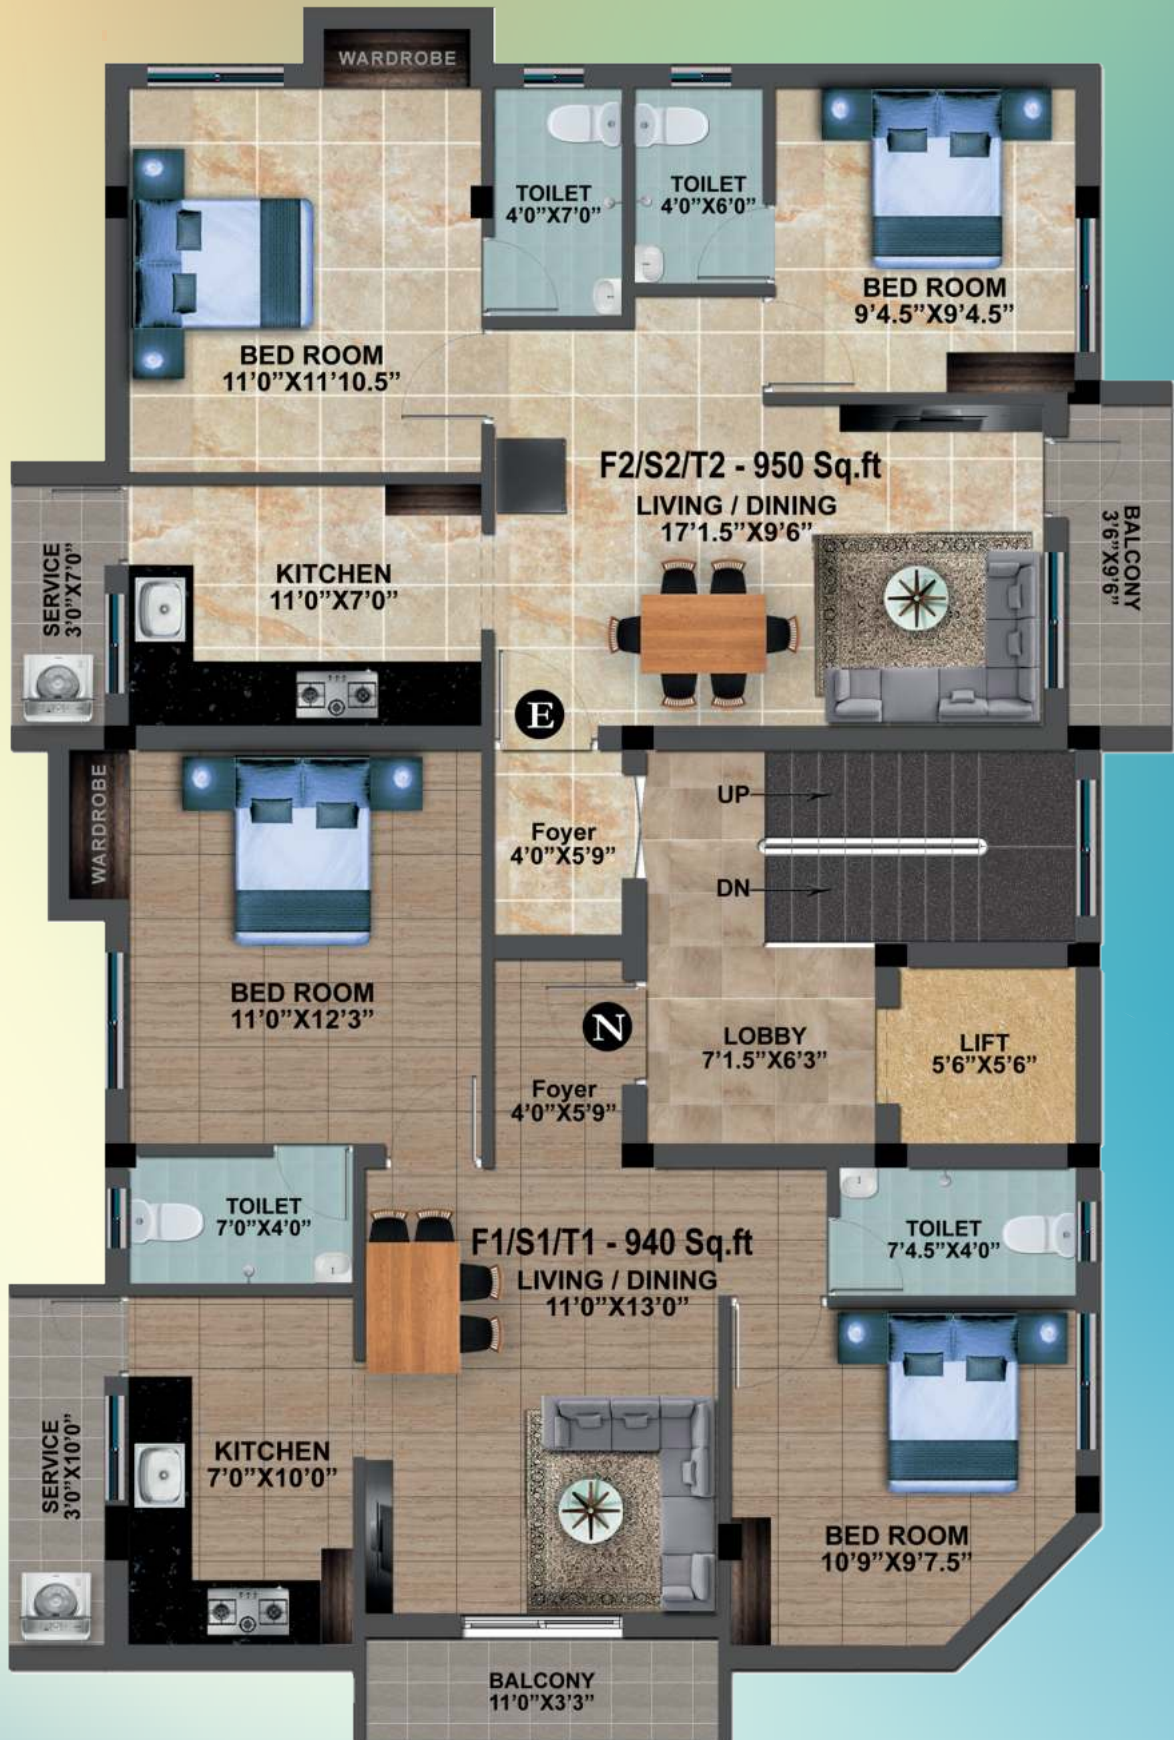 WARDROBE
TOILET
4'0”X7'0”
TOILET
4'0”X6'0”
BED ROOM
9'4.5”X9'4.5”
BED ROOM
11'0”X11'10.5”
F2/S2/T2 - 950 Sq.ft
LIVING / DINING
17'1.5”X9'6”
BALCONY
3'6”X9'6”
SERVICE
3'0”X7'0”
KITCHEN
11'0”X7'0”
E
WARDROBE
UP
Foyer
4'0”X5'9”
DN
BED ROOM
11'0”X12'3”
N
LOBBY
7'1.5”X6'3”
LIFT
5'6”X5'6”
Foyer
4'0”X5'9”
TOILET
7'0”X4'0”
F1/S1/T1 - 940 Sq.ft
LIVING / DINING
11'0”X13'0”
TOILET
7'4.5”X4'0”
SERVICE
3'0”X10'0”
KITCHEN
7'0”X10'0”
BED ROOM
10'9”X9'7.5”
BALCONY
11'0”X3'3”